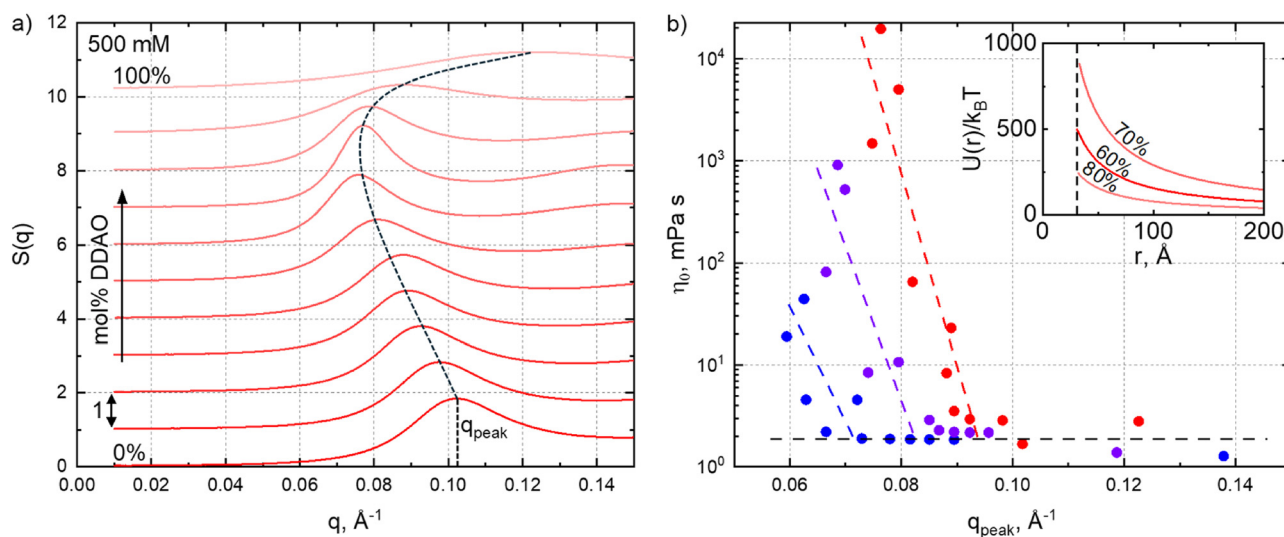 a)
500 mM
100%
mol% DDAO
1
0%
q_peak
S(q)
0
2
4
6
8
10
12
0.00 0.02 0.04 0.06 0.08 0.10 0.12 0.14
q, Å⁻¹
b)
η₀, mPa s
10⁴
10³
10²
10¹
10⁰
0.06 0.08 0.10 0.12 0.14
q_peak, Å⁻¹
U(r)/k_BT
1000
500
0
70%
60%
80%
0 100 200
r, Å